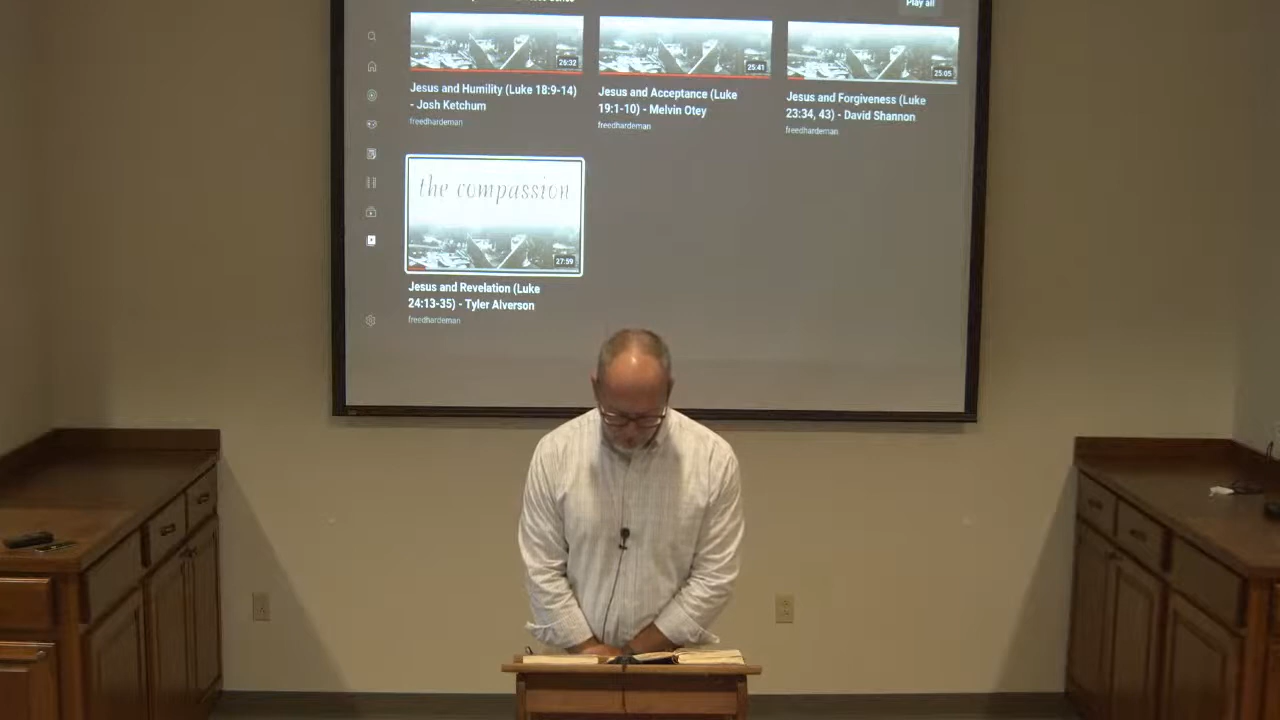 Play all
26:32
25:41
25:05
Jesus and Humility (Luke 18:9-14)
- Josh Ketchum
freedhardeman
Jesus and Acceptance (Luke
19:1-10) - Melvin Otey
freedhardeman
Jesus and Forgiveness (Luke
23:34, 43) - David Shannon
freedhardeman
the compassion
27:59
Jesus and Revelation (Luke
24:13-35) - Tyler Alverson
freedhardeman